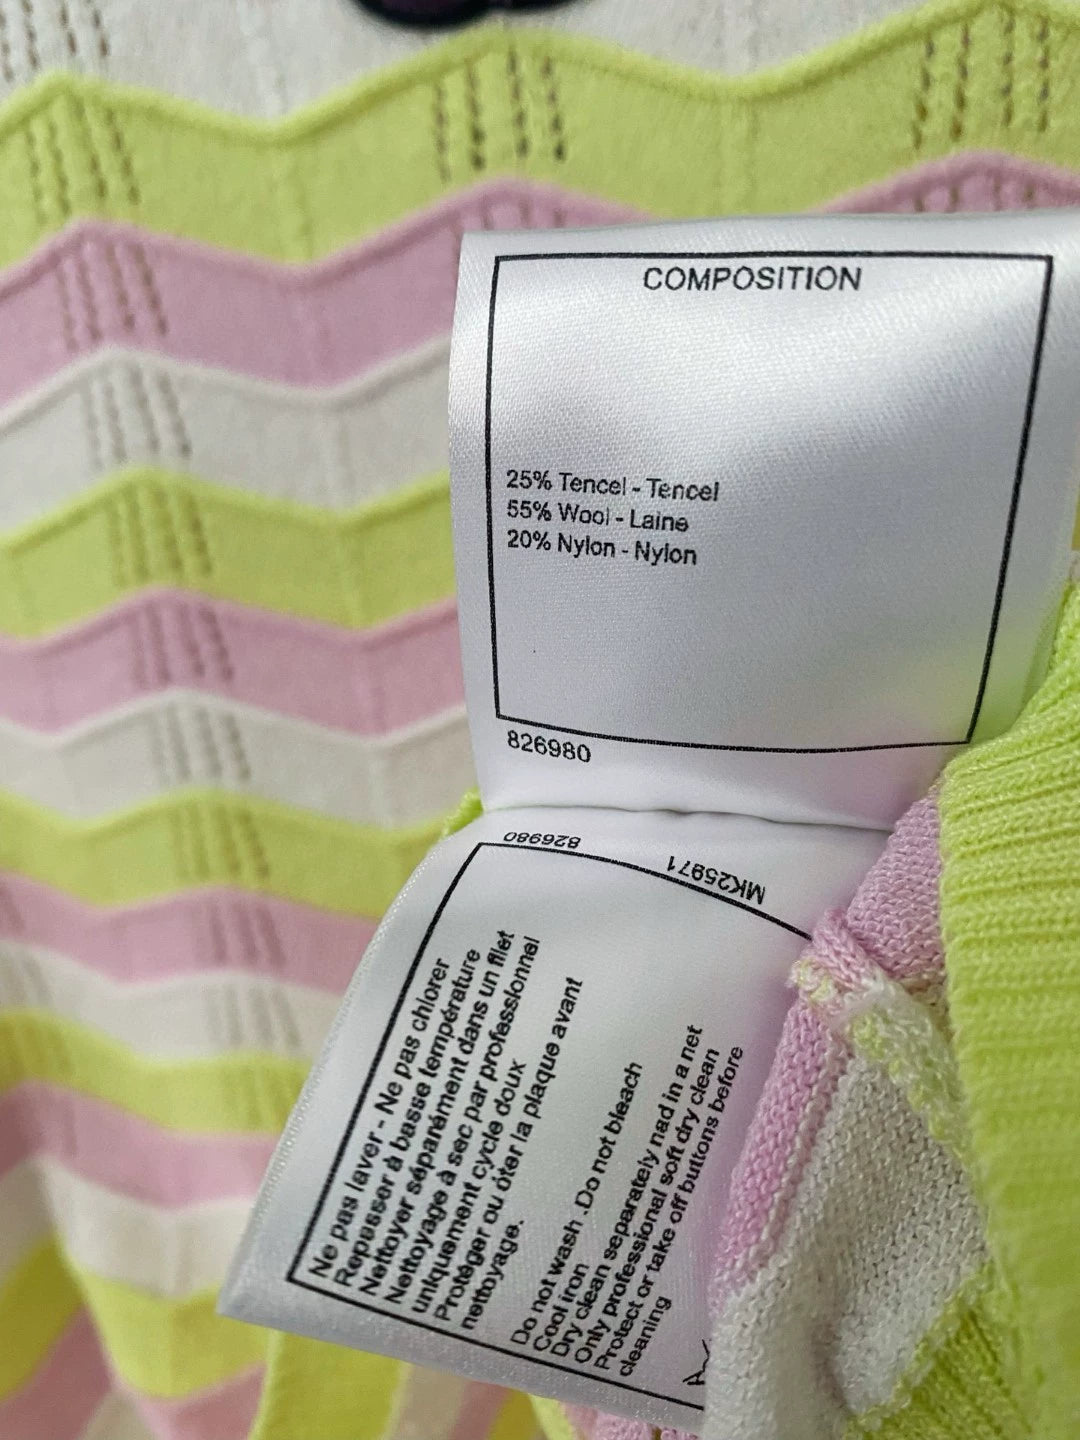 COMPOSITION
25% Tencel - Tencel
55% Wool - Laine
20% Nylon - Nylon
826980
826980
MK25971
Ne pas laver - Ne pas chlorer
Repasser à basse température
Nettoyer séparément dans un filet
Nettoyage à sec par professionnel
uniquement cycle doux
Protéger ou ôter la plaque avant
nettoyage.
Do not wash .Do not bleach
Cool iron
Dry clean separately nad in a net
Only professional soft dry clean
Protect or take off buttons before
cleaning